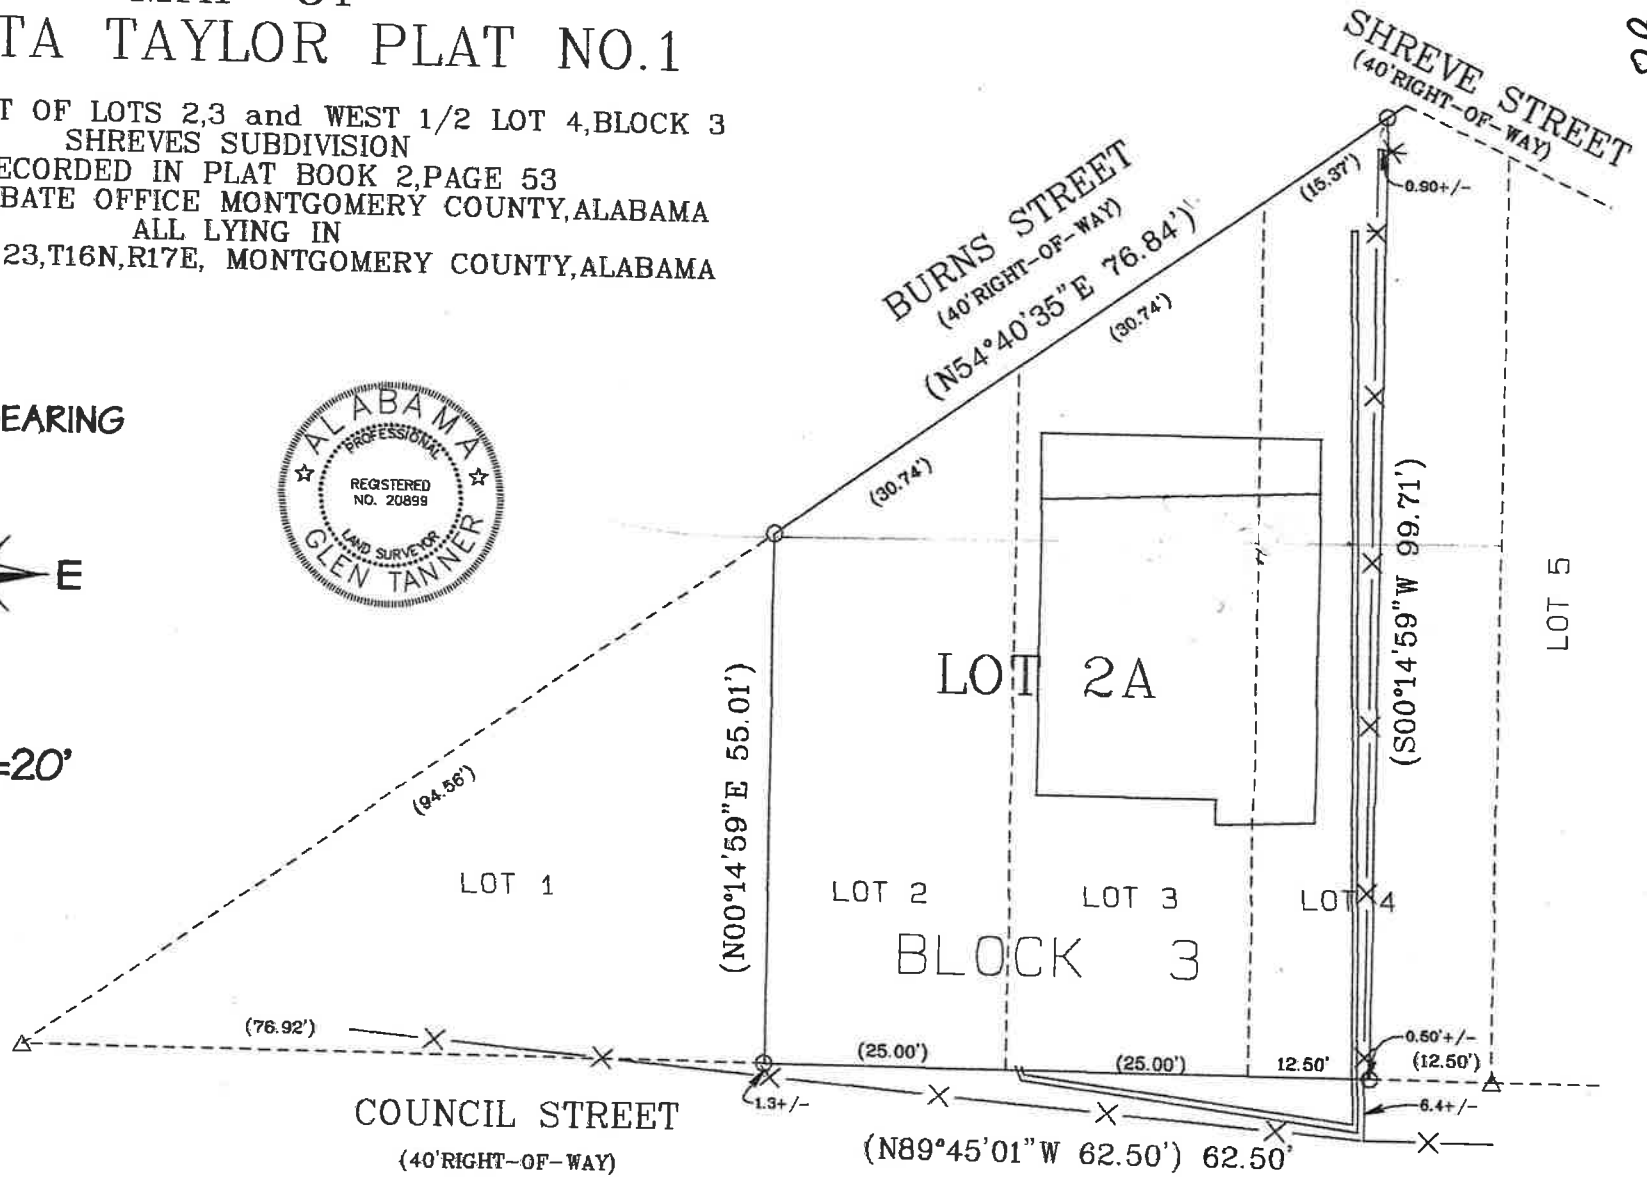 TA TAYLOR PLAT NO.1
T OF LOTS 2,3 and WEST 1/2 LOT 4,BLOCK 3
SHREVES SUBDIVISION
ECORDED IN PLAT BOOK 2,PAGE 53
BATE OFFICE MONTGOMERY COUNTY,ALABAMA
ALL LYING IN
23,T16N,R17E, MONTGOMERY COUNTY,ALABAMA
SHREVE STREET
(40'RIGHT-OF-WAY)
BURNS STREET
(40'RIGHT-OF-WAY)
(N54°40'35"E 76.84')
(15.37')
0.90+/-
(30.74')
(30.74')
EARING
ALABAMA
PROFESSIONAL
REGISTERED
NO. 20899
LAND SURVEYOR
GLEN TANNER
E
=20'
(94.56')
(N00°14'59"E 55.01')
(S00°14'59"W 99.71')
LOT 2A
LOT 5
LOT 1
LOT 2
LOT 3
LOT 4
BLOCK 3
(76.92')
(25.00')
(25.00')
12.50'
0.50'+/-
(12.50')
1.3+/-
6.4+/-
COUNCIL STREET
(40'RIGHT-OF-WAY)
(N89°45'01"W 62.50') 62.50'